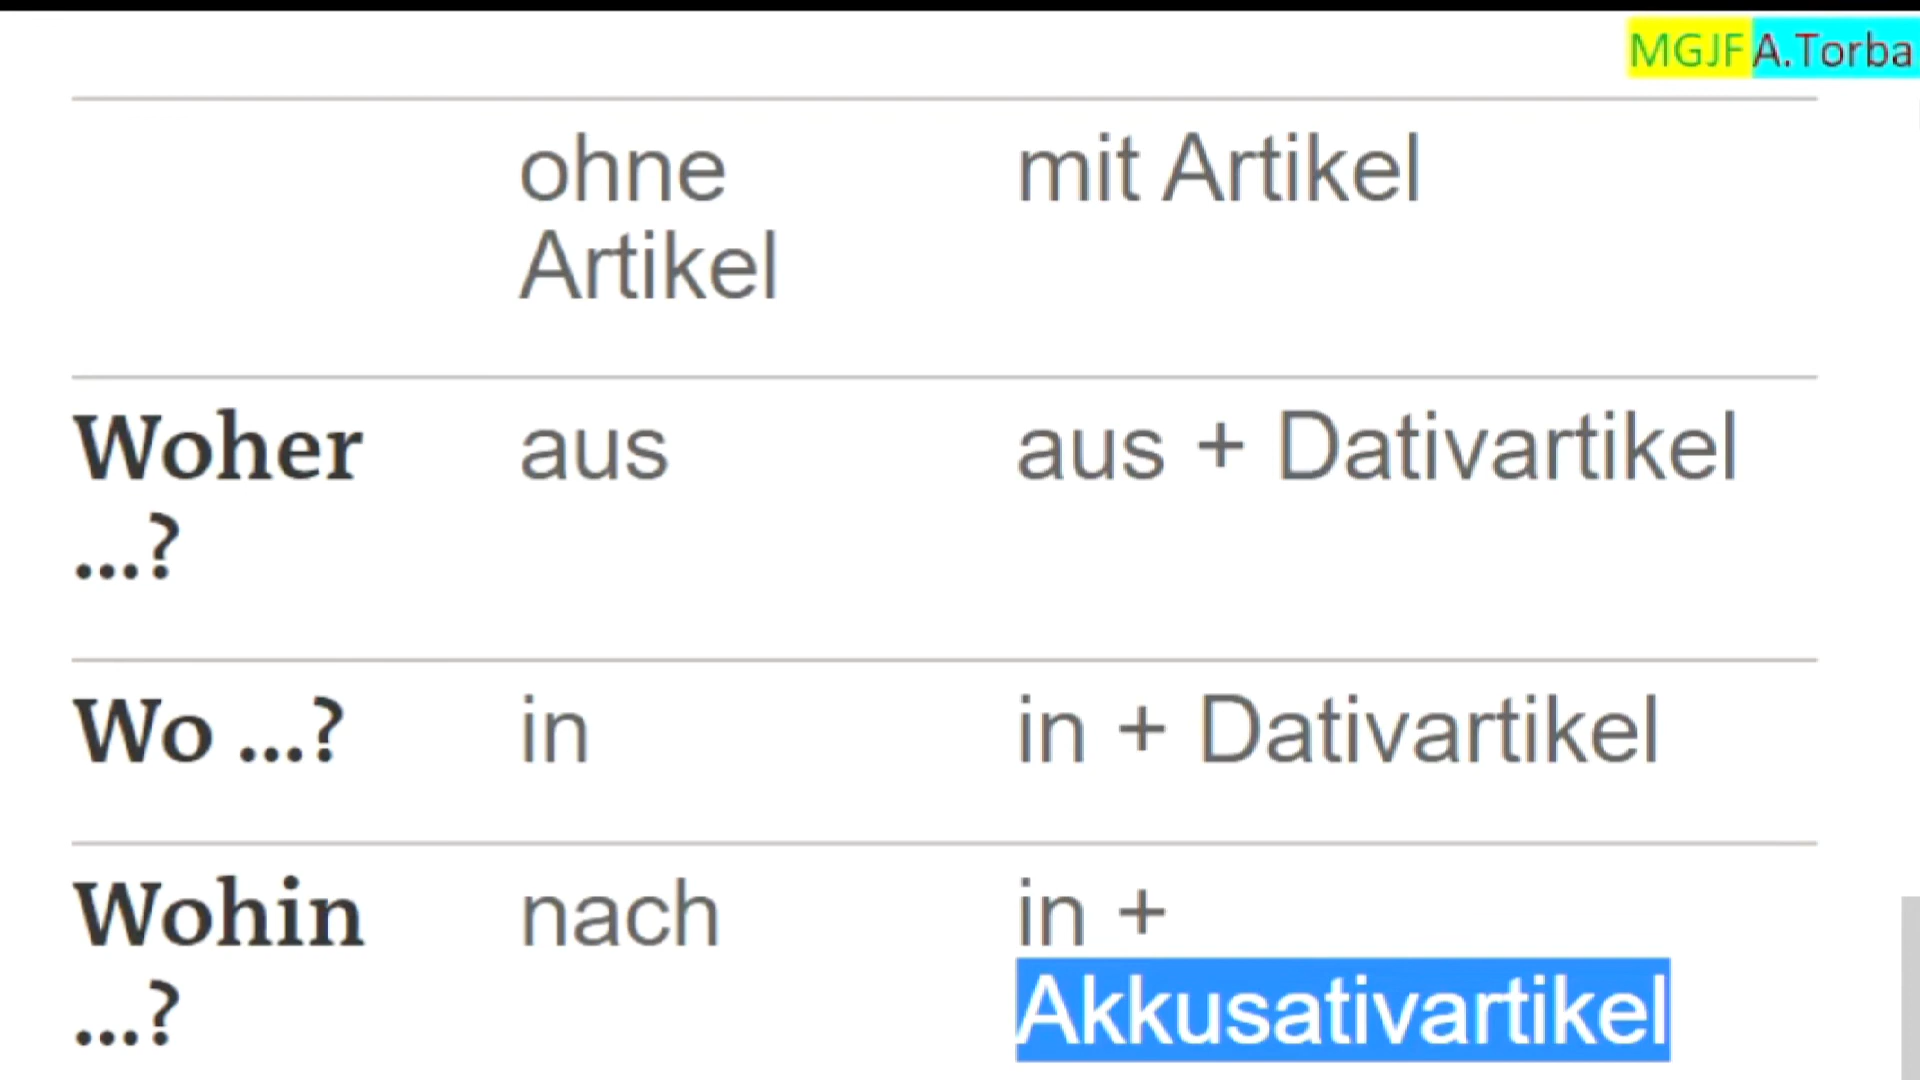 MGJF A.Torba
ohne
Artikel
mit Artikel
Woher
...?
aus
aus + Dativartikel
Wo ...?
in
in + Dativartikel
Wohin
...?
nach
in +
Akkusativartikel